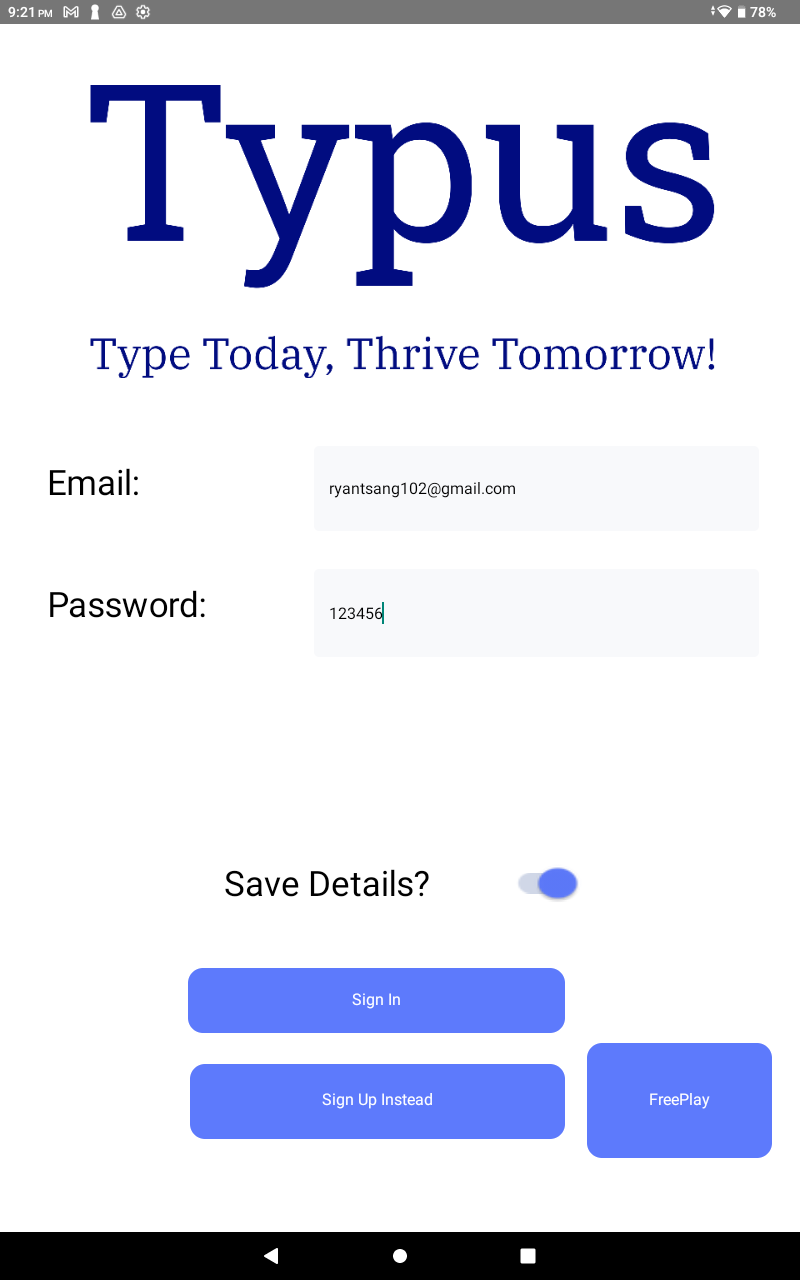 9:21 PM 78%
Typus
Type Today, Thrive Tomorrow!
Email:
ryantsang102@gmail.com
Password:
123456
Save Details?
Sign In
Sign Up Instead
FreePlay